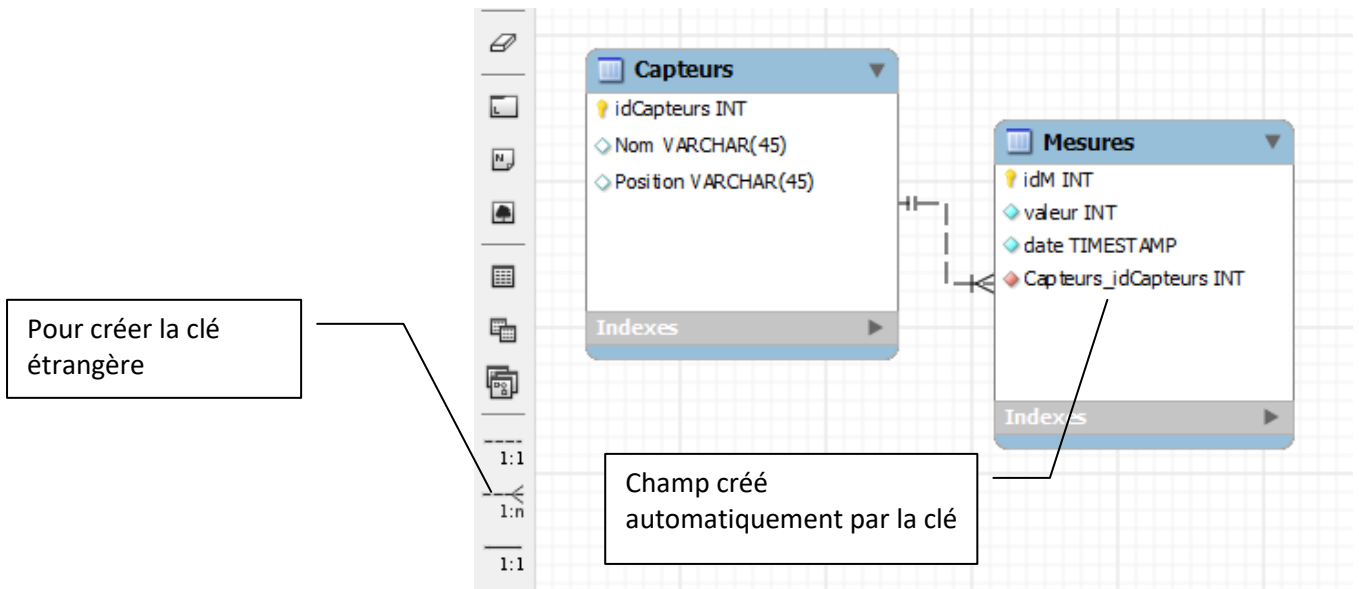 Capteurs
idCapteurs INT
Nom VARCHAR(45)
Position VARCHAR(45)
Indexes
Mesures
idM INT
valeur INT
date TIMESTAMP
Capteurs_idCapteurs INT
Indexes
Pour créer la clé
étrangère
Champ créé
automatiquement par la clé
1:1
1:n
1:1